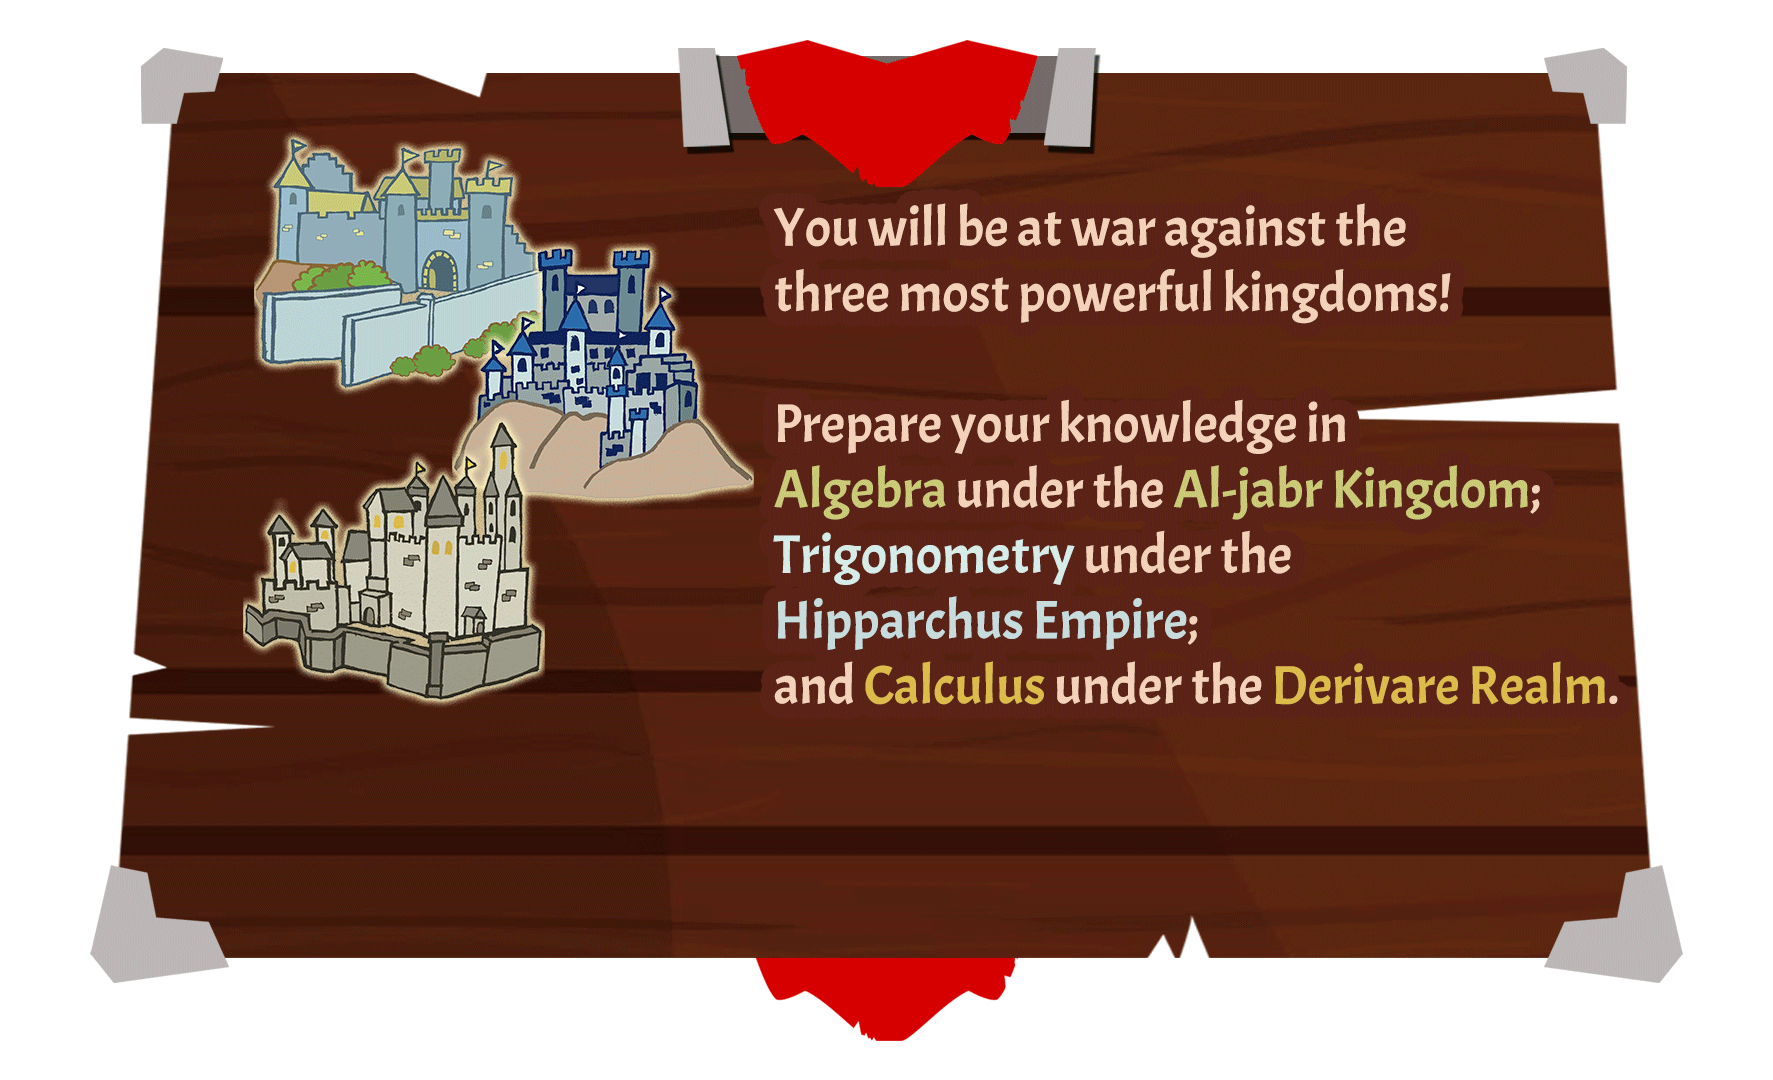 You will be at war against the
three most powerful kingdoms!
Prepare your knowledge in
Algebra under the Al-jabr Kingdom;
Trigonometry under the
Hipparchus Empire;
and Calculus under the Derivare Realm.